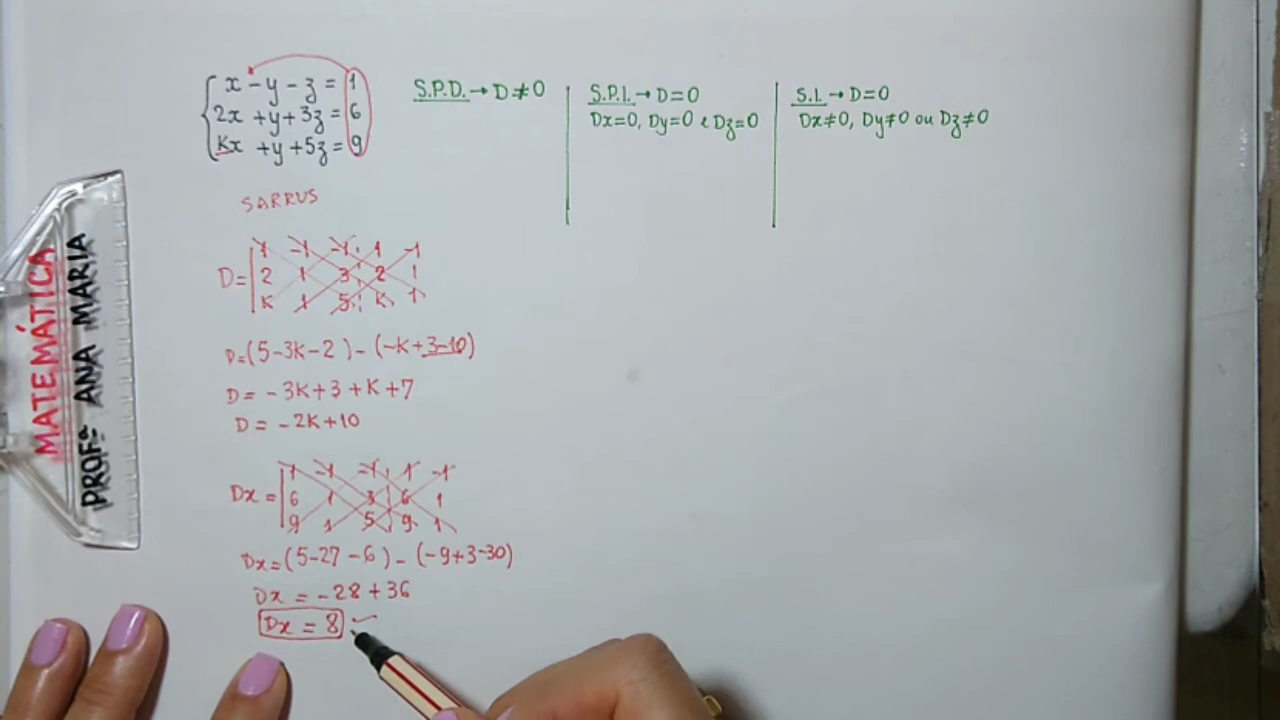 x - y - z = 1
2x + y + 3z = 6
Kx + y + 5z = 9
S.P.D. → D ≠ 0
S.P.I. → D = 0
Dx = 0, Dy = 0 e Dz = 0
S.I. → D = 0
Dx ≠ 0, Dy ≠ 0 ou Dz ≠ 0
SARRUS
1 -1 -1 1 -1
D = 2 1 3 2 1
K 1 5 K 1
D = (5 - 3K - 2) - (-K + 3 - 10)
D = - 3K + 3 + K + 7
D = - 2K + 10
1 -1 -1 1 -1
Dx = 6 1 3 6 1
9 1 5 9 1
Dx = (5 - 27 - 6) - (-9 + 3 - 30)
Dx = - 28 + 36
Dx = 8
MATEMÁTICA
PROFª ANA MARIA